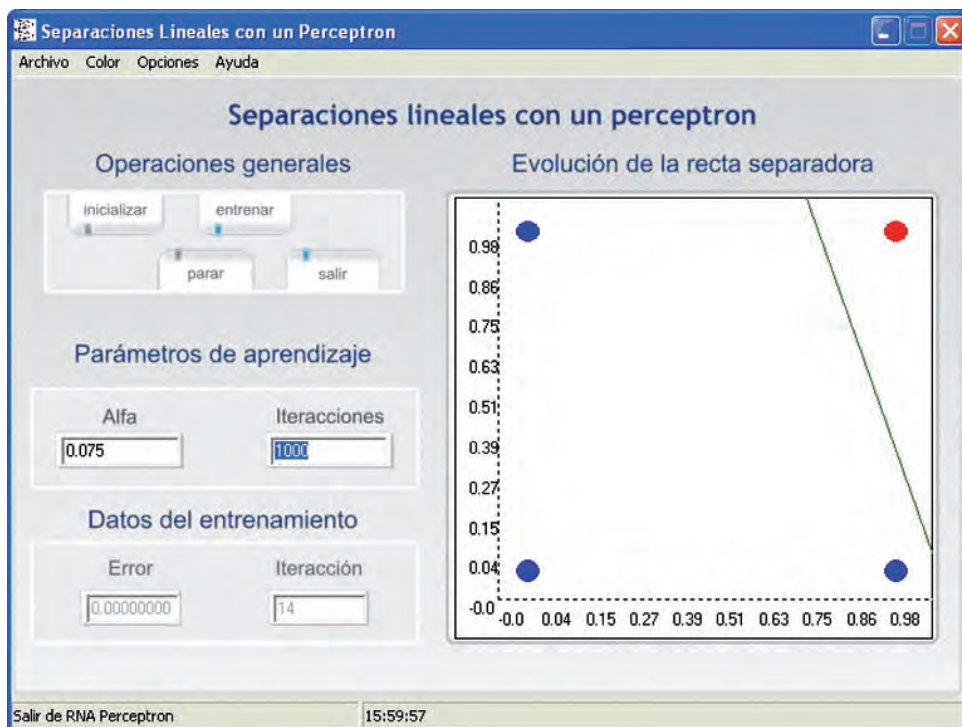 Separaciones Lineales con un Perceptron
Archivo Color Opciones Ayuda
Separaciones lineales con un perceptron
Operaciones generales
inicializar entrenar
parar salir
Parámetros de aprendizaje
Alfa Iteracciones
0.075 1000
Datos del entrenamiento
Error Iteracción
0.00000000 14
Evolución de la recta separadora
0.98
0.86
0.75
0.63
0.51
0.39
0.27
0.15
0.04
-0.0
-0.0 0.04 0.15 0.27 0.39 0.51 0.63 0.75 0.86 0.98
Salir de RNA Perceptron 15:59:57